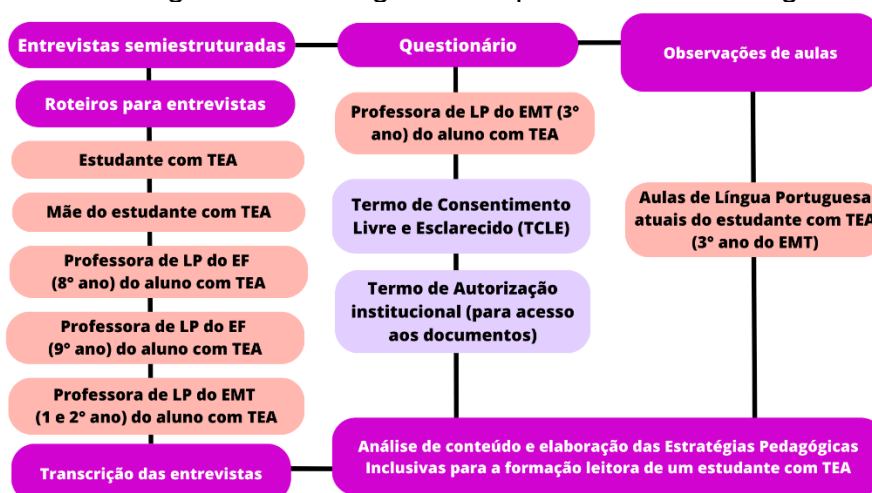 Entrevistas semiestruturadas
Questionário
Observações de aulas
Roteiros para entrevistas
Estudante com TEA
Mãe do estudante com TEA
Professora de LP do EF
(8° ano) do aluno com TEA
Professora de LP do EF
(9° ano) do aluno com TEA
Professora de LP do EMT
(1 e 2° ano) do aluno com TEA
Transcrição das entrevistas
Professora de LP do EMT (3°
ano) do aluno com TEA
Termo de Consentimento
Livre e Esclarecido (TCLE)
Termo de Autorização
institucional (para acesso
aos documentos)
Aulas de Língua Portuguesa
atuais do estudante com TEA
(3° ano do EMT)
Análise de conteúdo e elaboração das Estratégias Pedagógicas
Inclusivas para a formação leitora de um estudante com TEA